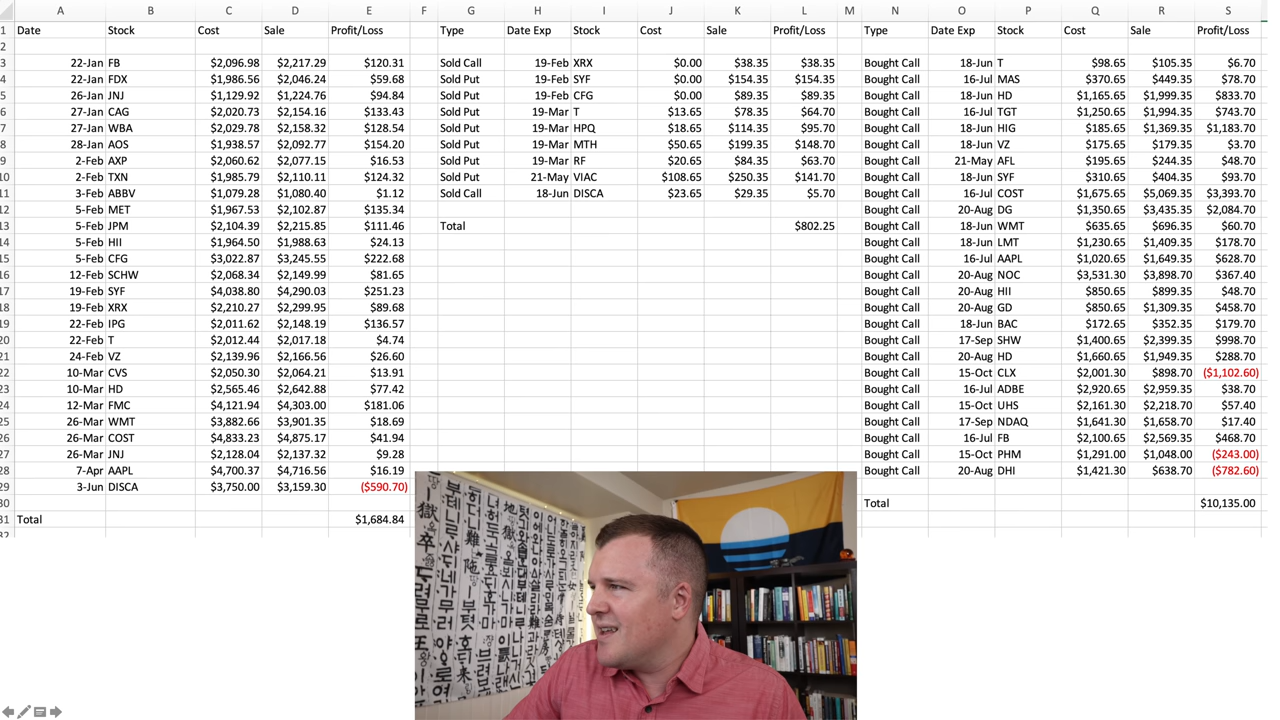 A B C D E F G H I J K L M N O P Q R S
1 Date Stock Cost Sale Profit/Loss Type Date Exp Stock Cost Sale Profit/Loss Type Date Exp Stock Cost Sale Profit/Loss
2
3 22-Jan FB $2,096.98 $2,217.29 $120.31 Sold Call 19-Feb XRX $0.00 $38.35 $38.35 Bought Call 18-Jun T $98.65 $105.35 $6.70
4 22-Jan FDX $1,986.56 $2,046.24 $59.68 Sold Put 19-Feb SYF $0.00 $154.35 $154.35 Bought Call 16-Jul MAS $370.65 $449.35 $78.70
5 26-Jan JNJ $1,129.92 $1,224.76 $94.84 Sold Put 19-Feb CFG $0.00 $89.35 $89.35 Bought Call 18-Jun HD $1,165.65 $1,999.35 $833.70
6 27-Jan CAG $2,020.73 $2,154.16 $133.43 Sold Put 19-Mar T $13.65 $78.35 $64.70 Bought Call 16-Jul TGT $1,250.65 $1,994.35 $743.70
7 27-Jan WBA $2,029.78 $2,158.32 $128.54 Sold Put 19-Mar HPQ $18.65 $114.35 $95.70 Bought Call 18-Jun HIG $185.65 $1,369.35 $1,183.70
8 28-Jan AOS $1,938.57 $2,092.77 $154.20 Sold Put 19-Mar MTH $50.65 $199.35 $148.70 Bought Call 18-Jun VZ $175.65 $179.35 $3.70
9 2-Feb AXP $2,060.62 $2,077.15 $16.53 Sold Put 19-Mar RF $20.65 $84.35 $63.70 Bought Call 21-May AFL $195.65 $244.35 $48.70
10 2-Feb TXN $1,985.79 $2,110.11 $124.32 Sold Put 21-May VIAC $108.65 $250.35 $141.70 Bought Call 18-Jun SYF $310.65 $404.35 $93.70
11 3-Feb ABBV $1,079.28 $1,080.40 $1.12 Sold Call 18-Jun DISCA $23.65 $29.35 $5.70 Bought Call 16-Jul COST $1,675.65 $5,069.35 $3,393.70
12 5-Feb MET $1,967.53 $2,102.87 $135.34 Bought Call 20-Aug DG $1,350.65 $3,435.35 $2,084.70
13 5-Feb JPM $2,104.39 $2,215.85 $111.46 Total $802.25 Bought Call 18-Jun WMT $635.65 $696.35 $60.70
14 5-Feb HII $1,964.50 $1,988.63 $24.13 Bought Call 18-Jun LMT $1,230.65 $1,409.35 $178.70
15 5-Feb CFG $3,022.87 $3,245.55 $222.68 Bought Call 16-Jul AAPL $1,020.65 $1,649.35 $628.70
16 12-Feb SCHW $2,068.34 $2,149.99 $81.65 Bought Call 20-Aug NOC $3,531.30 $3,898.70 $367.40
17 19-Feb SYF $4,038.80 $4,290.03 $251.23 Bought Call 20-Aug HII $850.65 $899.35 $48.70
18 19-Feb XRX $2,210.27 $2,299.95 $89.68 Bought Call 20-Aug GD $850.65 $1,309.35 $458.70
19 22-Feb IPG $2,011.62 $2,148.19 $136.57 Bought Call 18-Jun BAC $172.65 $352.35 $179.70
20 22-Feb T $2,012.44 $2,017.18 $4.74 Bought Call 17-Sep SHW $1,400.65 $2,399.35 $998.70
21 24-Feb VZ $2,139.96 $2,166.56 $26.60 Bought Call 20-Aug HD $1,660.65 $1,949.35 $288.70
22 10-Mar CVS $2,050.30 $2,064.21 $13.91 Bought Call 15-Oct CLX $2,001.30 $898.70 ($1,102.60)
23 10-Mar HD $2,565.46 $2,642.88 $77.42 Bought Call 16-Jul ADBE $2,920.65 $2,959.35 $38.70
24 12-Mar FMC $4,121.94 $4,303.00 $181.06 Bought Call 15-Oct UHS $2,161.30 $2,218.70 $57.40
25 26-Mar WMT $3,882.66 $3,901.35 $18.69 Bought Call 17-Sep NDAQ $1,641.30 $1,658.70 $17.40
26 26-Mar COST $4,833.23 $4,875.17 $41.94 Bought Call 16-Jul FB $2,100.65 $2,569.35 $468.70
27 26-Mar JNJ $2,128.04 $2,137.32 $9.28 Bought Call 15-Oct PHM $1,291.00 $1,048.00 ($243.00)
28 7-Apr AAPL $4,700.37 $4,716.56 $16.19 Bought Call 20-Aug DHI $1,421.30 $638.70 ($782.60)
29 3-Jun DISCA $3,750.00 $3,159.30 ($590.70)
30 Total $10,135.00
31 Total $1,684.84
32